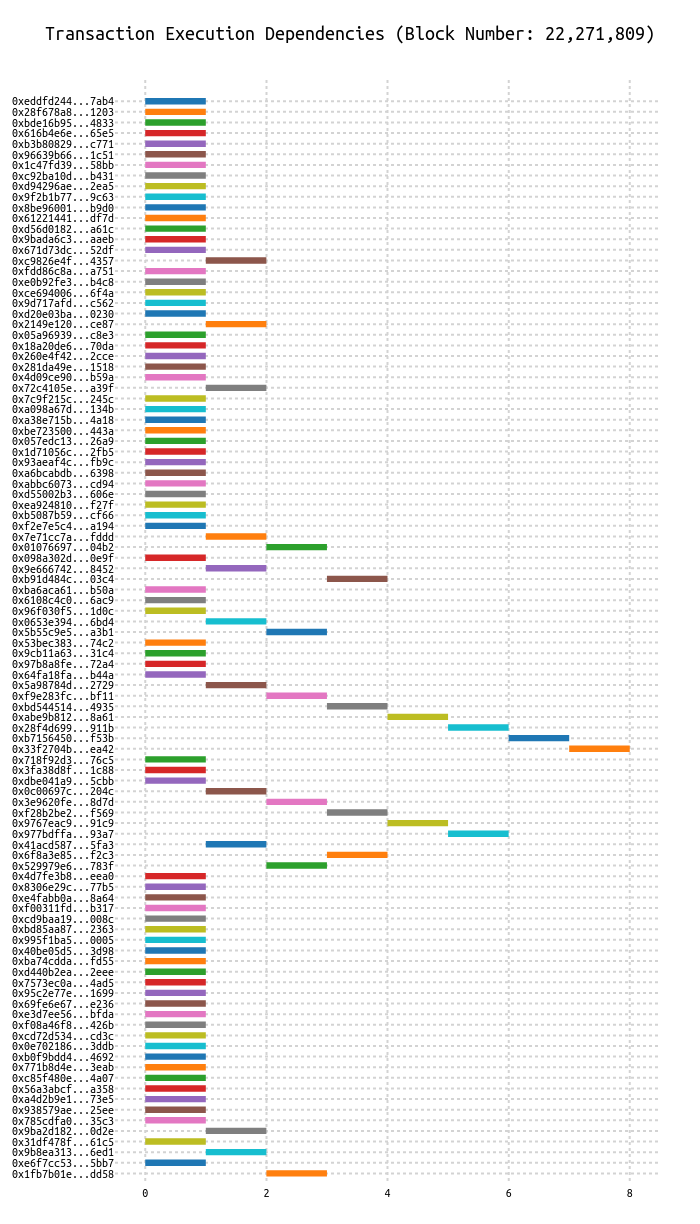 Transaction Execution Dependencies (Block Number: 22,271,809)
0xeddfd244...7ab4
0x28f678a8...1203
0xbde16b95...4833
0x616b4e6e...65e5
0xb3b80829...c771
0x96639b66...1c51
0x1c47fd39...58bb
0xc92ba10d...b431
0xd94296ae...2ea5
0x9f2b1b77...9c63
0x8be96001...b9d0
0x61221441...df7d
0xd56d0182...a61c
0x9bada6c3...aaeb
0x671d73dc...52df
0xc9826e4f...4357
0xfdd86c8a...a751
0xe0b92fe3...b4c8
0xce694006...6f4a
0x9d717afd...c562
0xd20e03ba...0230
0x2149e120...ce87
0x05a96939...c8e3
0x18a20de6...70da
0x260e4f42...2cce
0x281da49e...1518
0x4d09ce90...b59a
0x72c4105e...a39f
0x7c9f215c...245c
0xa098a67d...134b
0xa38e715b...4a18
0xbe723500...443a
0x057edc13...26a9
0x1d71056c...2fb5
0x93aeaf4c...fb9c
0xa6bcabdb...6398
0xabbc6073...cd94
0xd55002b3...606e
0xea924810...f27f
0xb5087b59...cf66
0xf2e7e5c4...a194
0x7e71cc7a...fddd
0x01076697...04b2
0x098a302d...0e9f
0x9e666742...8452
0xb91d484c...03c4
0xba6aca61...b50a
0x6108c4c0...6ac9
0x96f030f5...1d0c
0x0653e394...6bd4
0x5b55c9e5...a3b1
0x53bec383...74c2
0x9cb11a63...31c4
0x97b8a8fe...72a4
0x64fa18fa...b44a
0x5a98784d...2729
0xf9e283fc...bf11
0xbd544514...4935
0xabe9b812...8a61
0x28f4d699...911b
0xb7156450...f53b
0x33f2704b...ea42
0x718f92d3...76c5
0x3fa38d8f...1c88
0xdbe041a9...5cbb
0x0c00697c...204c
0x3e9620fe...8d7d
0xf28b2be2...f569
0x9767eac9...91c9
0x977bdffa...93a7
0x41acd587...5fa3
0x6f8a3e85...f2c3
0x529979e6...783f
0x4d7fe3b8...eea0
0x8306e29c...77b5
0xe4fabb0a...8a64
0xf00311fd...b317
0xcd9baa19...008c
0xbd85aa87...2363
0x995f1ba5...0005
0x40be05d5...3d98
0xba74cdda...fd55
0xd440b2ea...2eee
0x7573ec0a...4ad5
0x95c2e77e...1699
0x69fe6e67...e236
0xe3d7ee56...bfda
0xf08a46f8...426b
0xcd72d534...cd3c
0x0e702186...3ddb
0xb0f9bdd4...4692
0x771b8d4e...3eab
0xc85f480e...4a07
0x56a3abcf...a358
0xa4d2b9e1...73e5
0x938579ae...25ee
0x785cdfa0...35c3
0x9ba2d182...0d2e
0x31df478f...61c5
0x9b8ea313...6ed1
0xe6f7cc53...5bb7
0x1fb7b01e...dd58
0 2 4 6 8